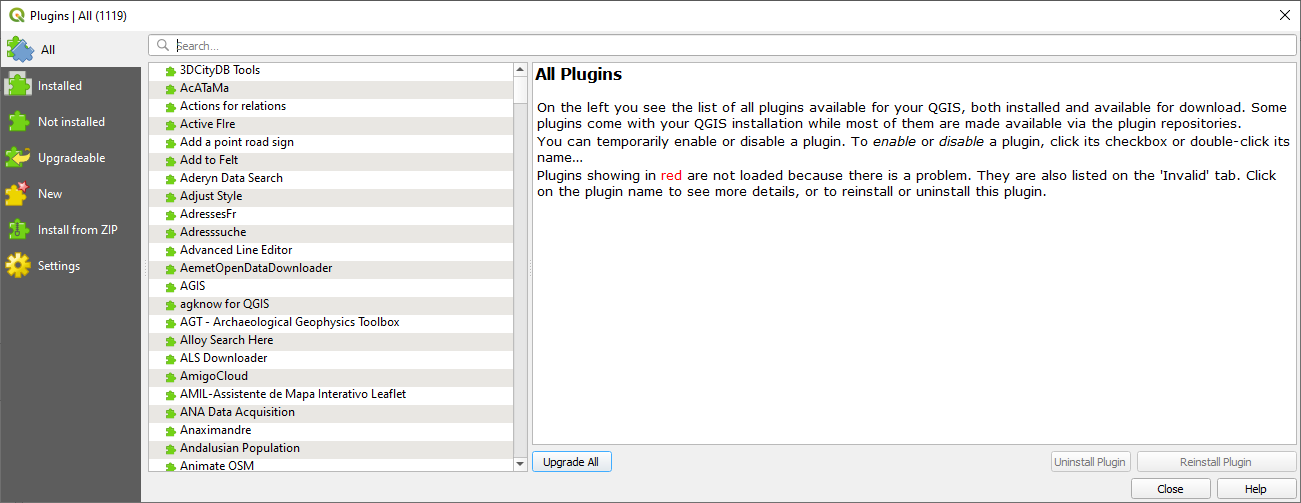 Plugins | All (1119)
All
Installed
Not installed
Upgradeable
New
Install from ZIP
Settings
Search...
3DCityDB Tools
AcATaMa
Actions for relations
Active FIre
Add a point road sign
Add to Felt
Aderyn Data Search
Adjust Style
AdressesFr
Adresssuche
Advanced Line Editor
AemetOpenDataDownloader
AGIS
agknow for QGIS
AGT - Archaeological Geophysics Toolbox
Alloy Search Here
ALS Downloader
AmigoCloud
AMIL-Assistente de Mapa Interativo Leaflet
ANA Data Acquisition
Anaximandre
Andalusian Population
Animate OSM
All Plugins
On the left you see the list of all plugins available for your QGIS, both installed and available for download. Some
plugins come with your QGIS installation while most of them are made available via the plugin repositories.
You can temporarily enable or disable a plugin. To enable or disable a plugin, click its checkbox or double-click its
name...
Plugins showing in red are not loaded because there is a problem. They are also listed on the 'Invalid' tab. Click
on the plugin name to see more details, or to reinstall or uninstall this plugin.
Upgrade All
Uninstall Plugin
Reinstall Plugin
Close
Help